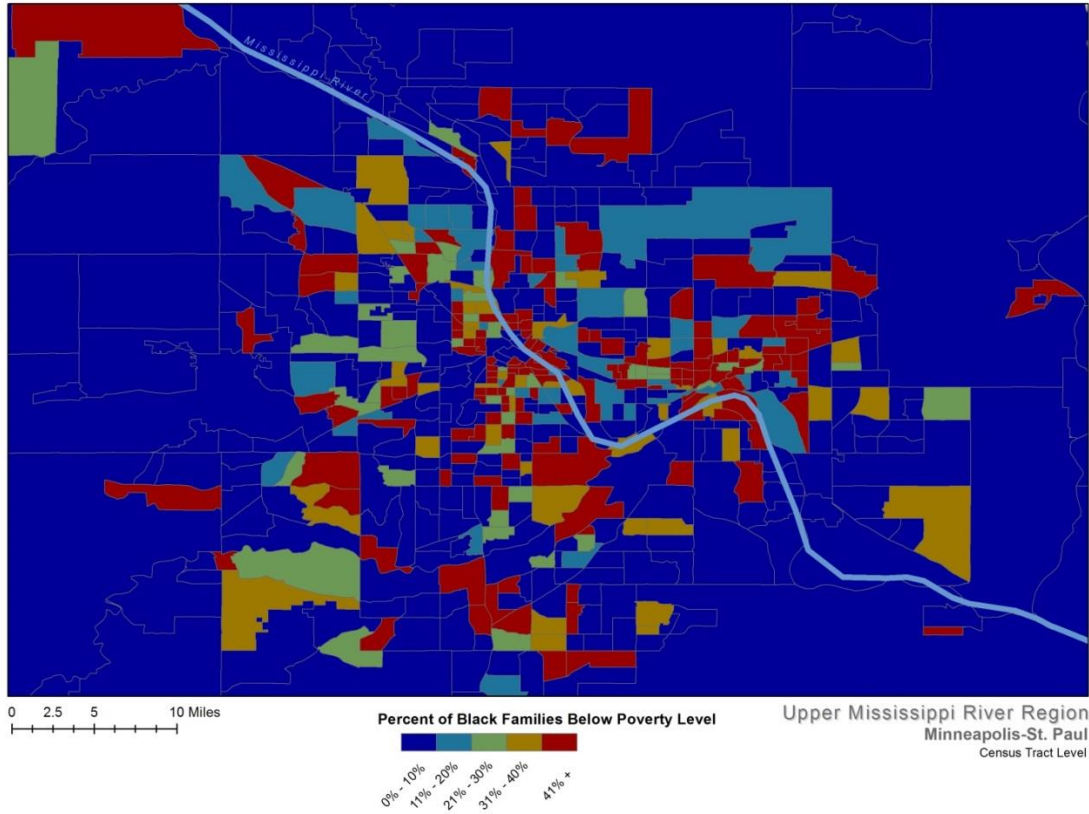 Mississippi River
0 2.5 5 10 Miles
Percent of Black Families Below Poverty Level
0% - 10%
11% - 20%
21% - 30%
31% - 40%
41% +
Upper Mississippi River Region
Minneapolis-St. Paul
Census Tract Level